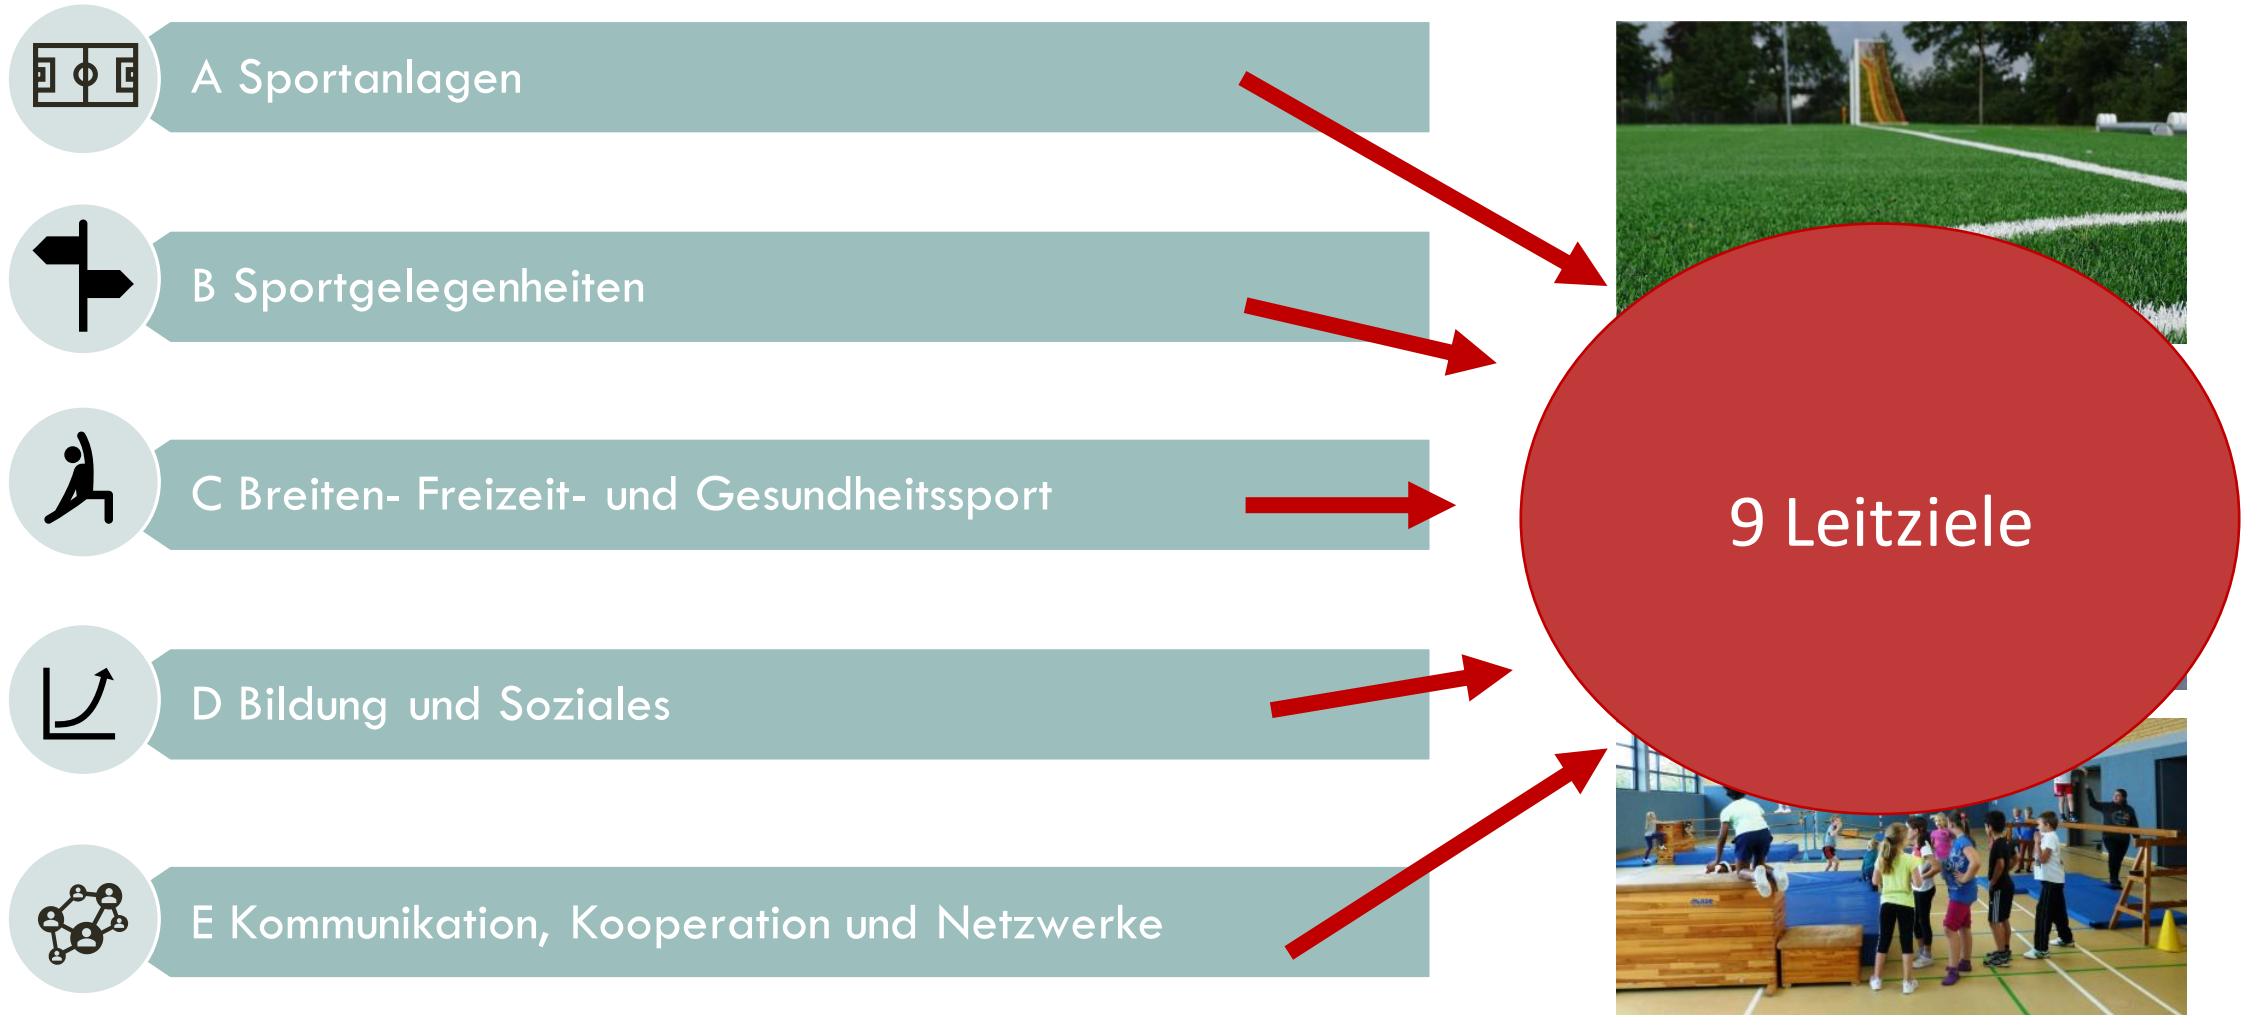 A Sportanlagen
B Sportgelegenheiten
C Breiten- Freizeit- und Gesundheitssport
D Bildung und Soziales
E Kommunikation, Kooperation und Netzwerke
9 Leitziele